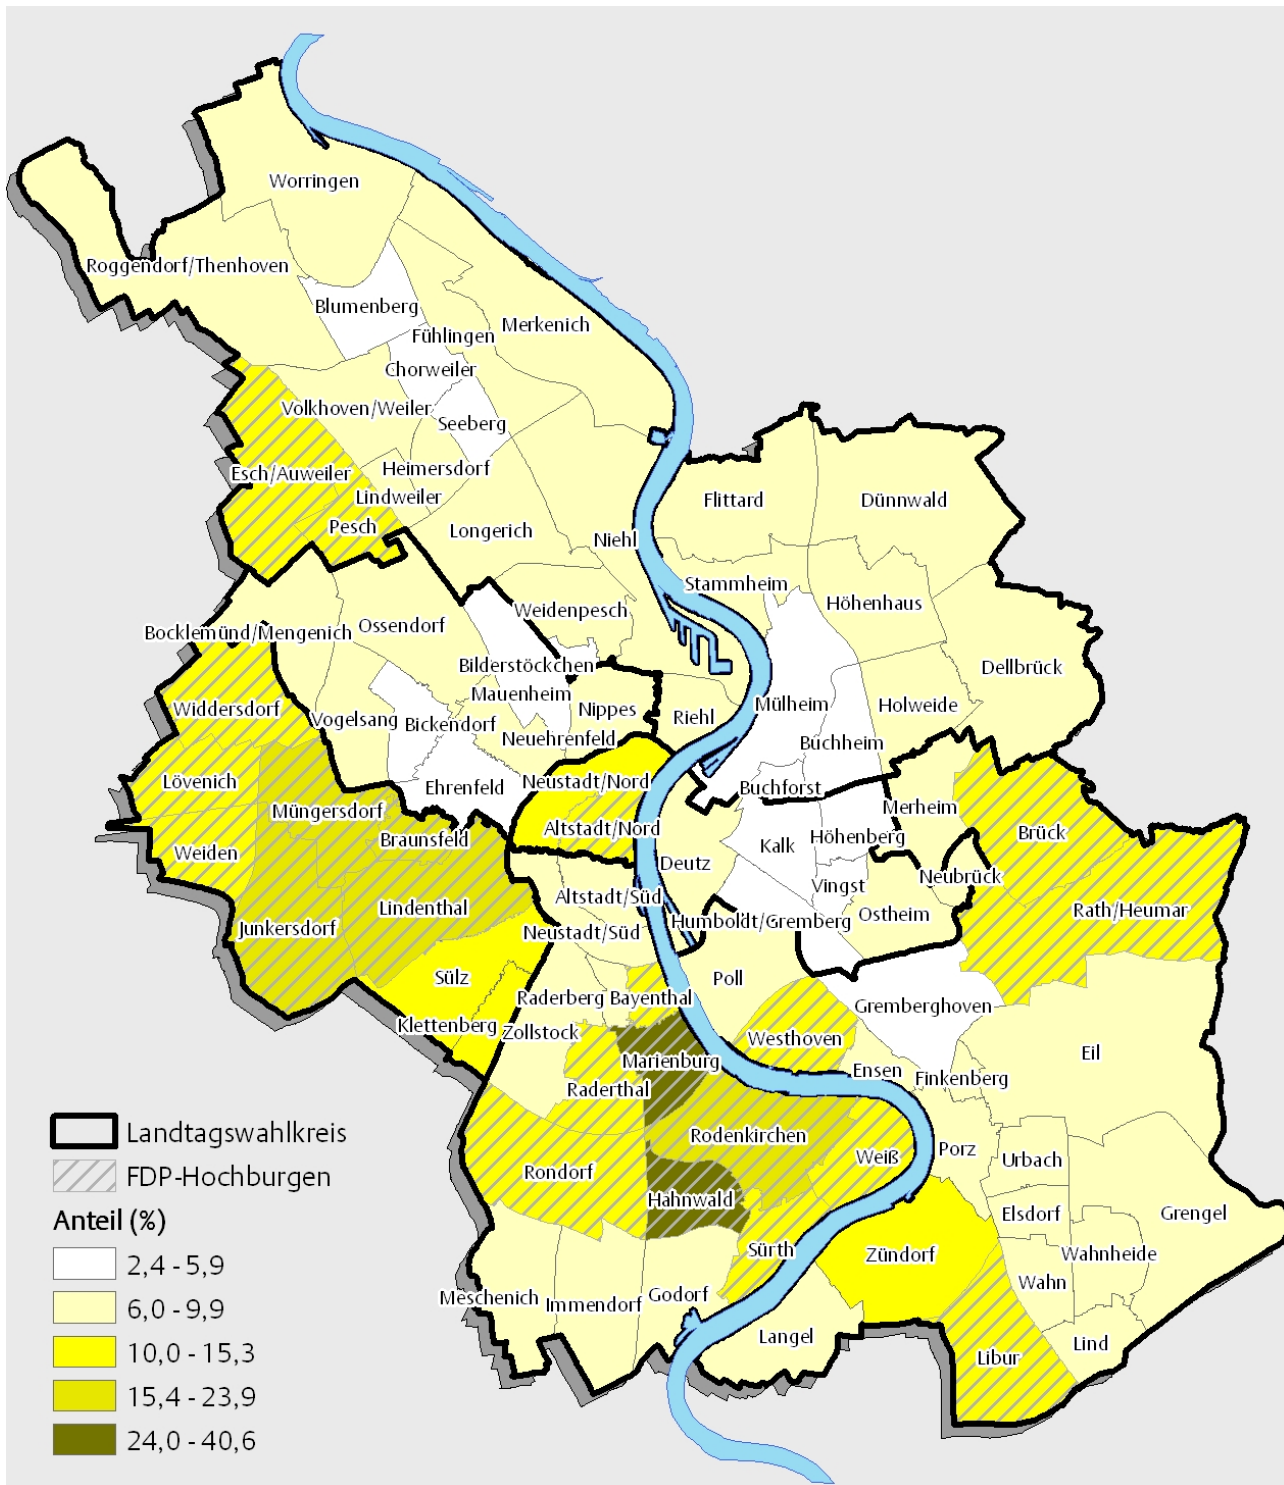 Worringen
Roggendorf/Thenhoven
Blumenberg
Merkenich
Fühlingen
Chorweiler
Volkhoven/Weiler
Seeberg
Heimersdorf
Esch/Auweiler
Lindweiler
Flittard
Dünnwald
Pesch
Longerich
Niehl
Stammheim
Höhenhaus
Weidenpesch
Ossendorf
Bocklemünd/Mengenich
Bilderstöckchen
Dellbrück
Mauenheim
Widdersdorf
Nippes
Riehl
Mülheim
Holweide
Vogelsang
Bickendorf
Neuehrenfeld
Buchheim
Lövenich
Neustadt/Nord
Ehrenfeld
Buchforst
Müngersdorf
Merheim
Altstadt/Nord
Brück
Braunsfeld
Kalk
Höhenberg
Weiden
Deutz
Neubrück
Vingst
Altstadt/Süd
Lindenthal
Rath/Heumar
Ostheim
Humboldt/Gremberg
Junkersdorf
Neustadt/Süd
Sülz
Poll
Raderberg
Bayenthal
Gremberghoven
Klettenberg
Zollstock
Westhoven
Eil
Marienburg
Ensen
Finkenberg
Raderthal
Landtagswahlkreis
Rodenkirchen
Porz
Weiß
Urbach
FDP-Hochburgen
Rondorf
Hahnwald
Elsdorf
Grengel
Anteil (%)
Sürth
Zündorf
Wahnheide
2,4 - 5,9
Wahn
Meschenich
Immendorf
Godorf
6,0 - 9,9
Langel
Lind
10,0 - 15,3
Libur
15,4 - 23,9
24,0 - 40,6